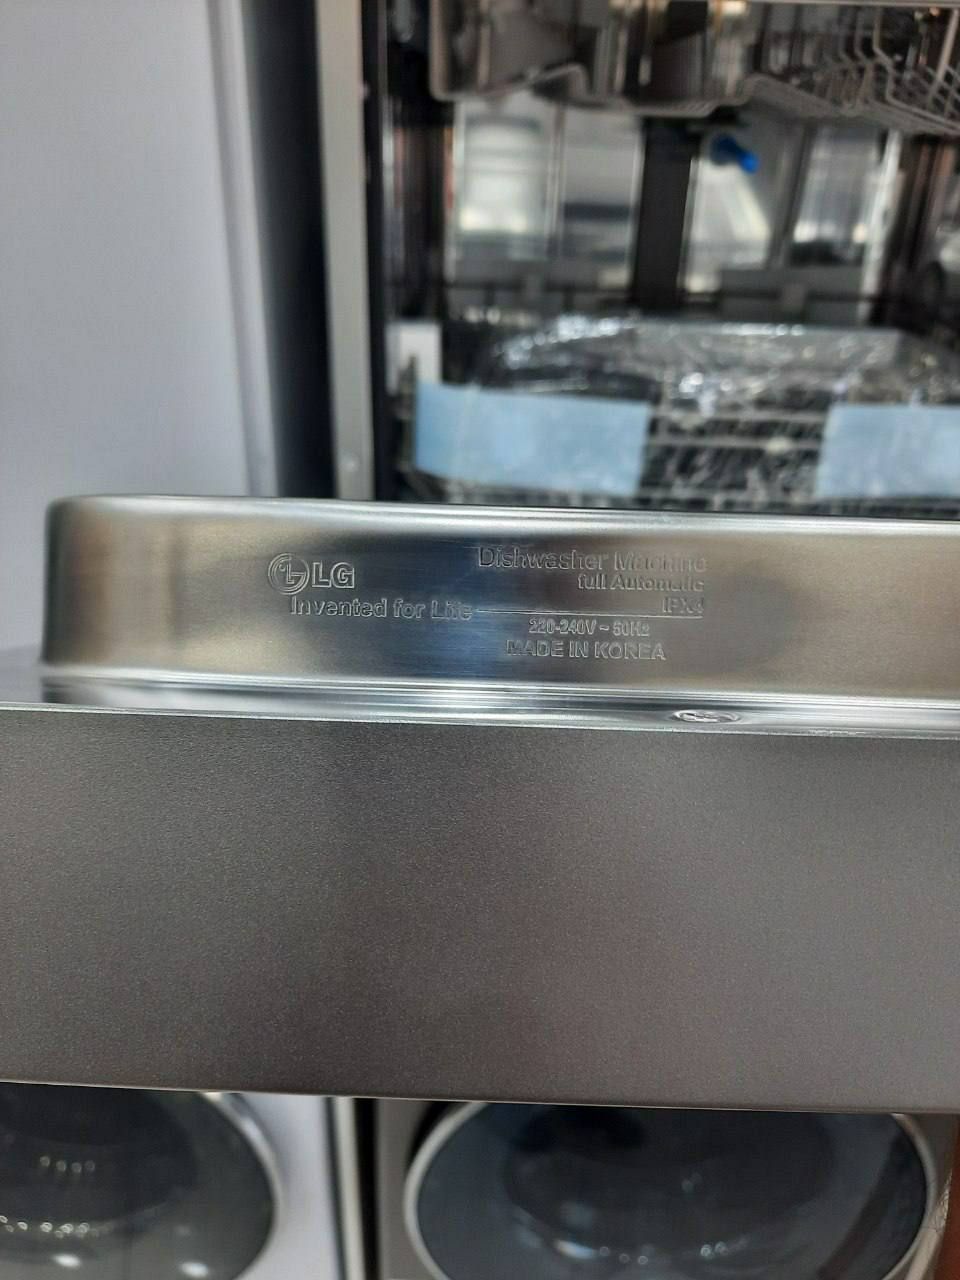 LG
Invented for Life
Dishwasher Machine
full Automatic
IPX4
220-240V ~ 50Hz
MADE IN KOREA